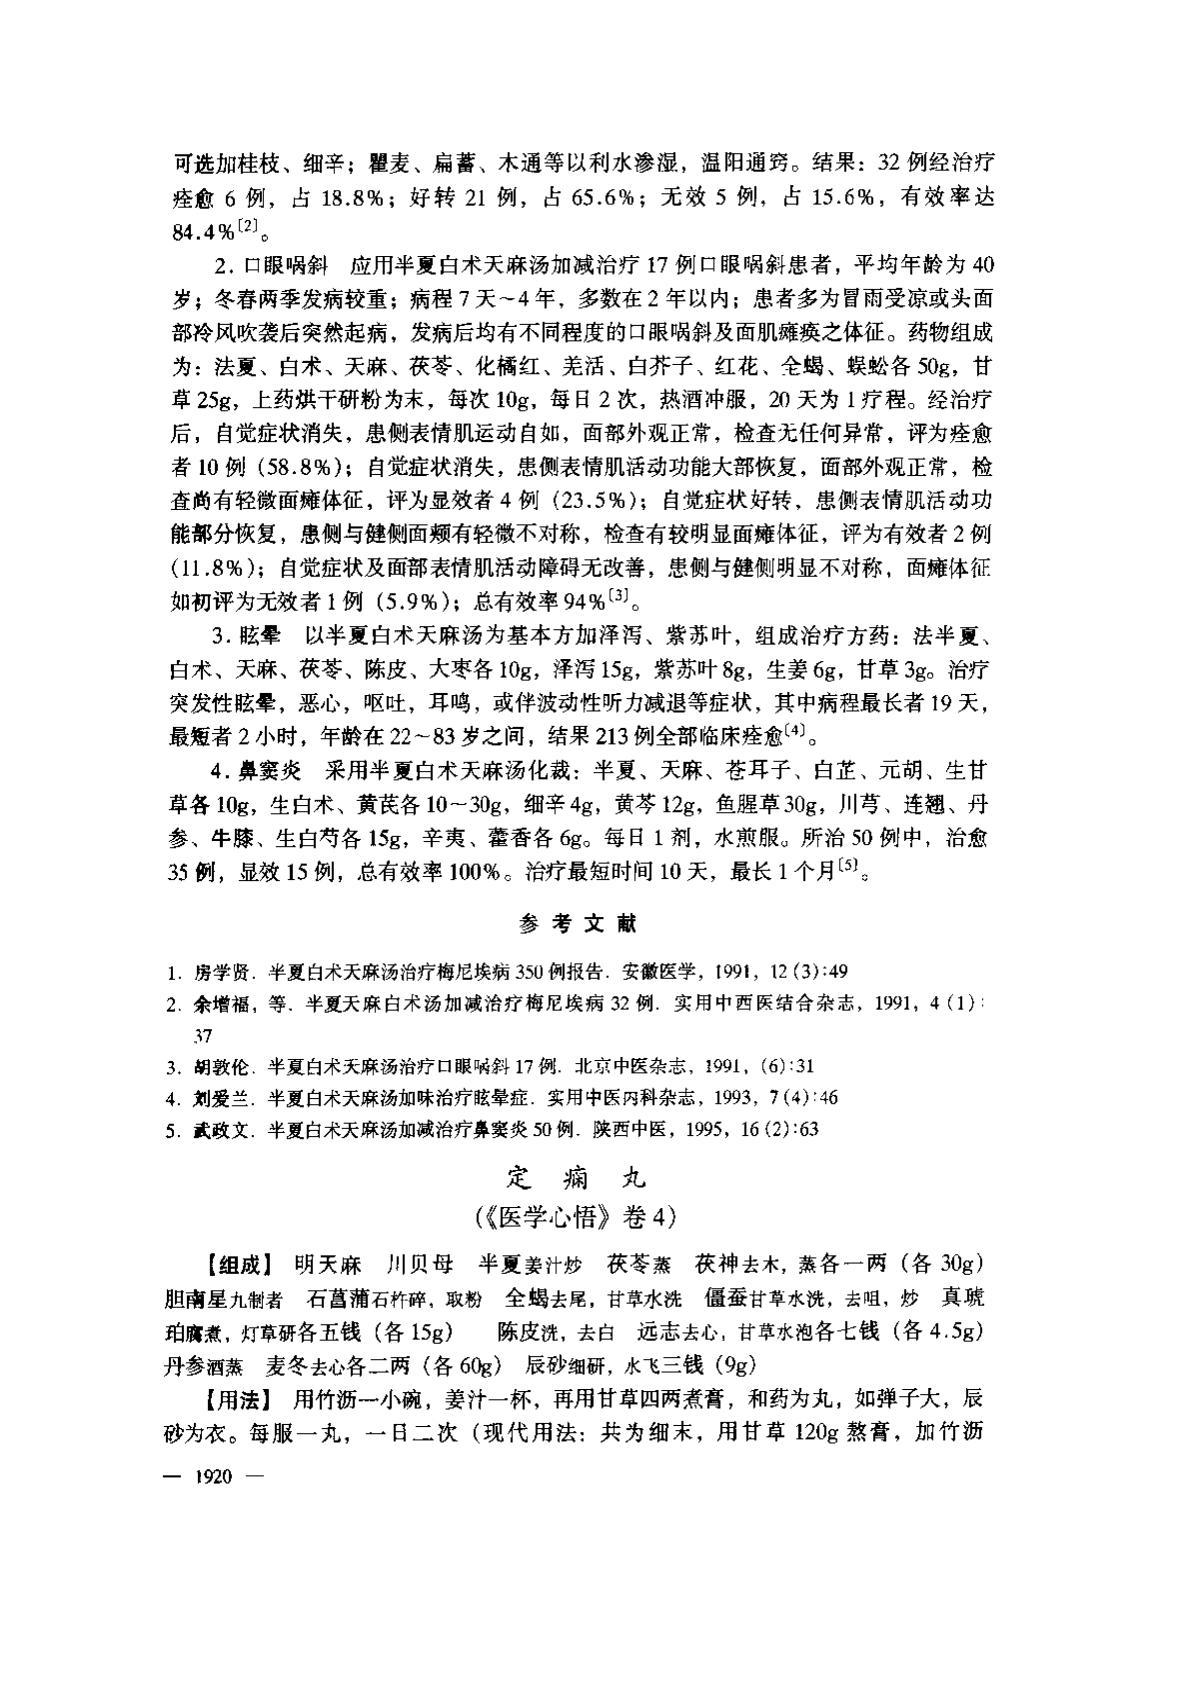 可选加桂枝、细辛；瞿麦、扁蓄、木通等以利水渗湿，温阳通窍。结果：32 例经治疗
痊愈 6 例，占 18.8%；好转 21 例，占 65.6%；无效 5 例，占 15.6%，有效率达
84.4%〔2〕。
2. 口眼㖞斜　应用半夏白术天麻汤加减治疗 17 例口眼㖞斜患者，平均年龄为 40
岁；冬春两季发病较重；病程 7 天～4 年，多数在 2 年以内；患者多为冒雨受凉或头面
部冷风吹袭后突然起病，发病后均有不同程度的口眼㖞斜及面肌瘫痪之体征。药物组成
为：法夏、白术、天麻、茯苓、化橘红、羌活、白芥子、红花、全蝎、蜈蚣各 50g，甘
草 25g，上药烘干研粉为末，每次 10g，每日 2 次，热酒冲服，20 天为 1 疗程。经治疗
后，自觉症状消失，患侧表情肌运动自如，面部外观正常，检查无任何异常，评为痊愈
者 10 例（58.8%）；自觉症状消失，患侧表情肌活动功能大部恢复，面部外观正常，检
查尚有轻微面瘫体征，评为显效者 4 例（23.5%）；自觉症状好转，患侧表情肌活动功
能部分恢复，患侧与健侧面颊有轻微不对称，检查有较明显面瘫体征，评为有效者 2 例
（11.8%）；自觉症状及面部表情肌活动障碍无改善，患侧与健侧明显不对称，面瘫体征
如初评为无效者 1 例（5.9%）；总有效率 94%〔3〕。
3. 眩晕　以半夏白术天麻汤为基本方加泽泻、紫苏叶，组成治疗方药：法半夏、
白术、天麻、茯苓、陈皮、大枣各 10g，泽泻 15g，紫苏叶 8g，生姜 6g，甘草 3g。治疗
突发性眩晕，恶心，呕吐，耳鸣，或伴波动性听力减退等症状，其中病程最长者 19 天，
最短者 2 小时，年龄在 22～83 岁之间，结果 213 例全部临床痊愈〔4〕。
4. 鼻窦炎　采用半夏白术天麻汤化裁：半夏、天麻、苍耳子、白芷、元胡、生甘
草各 10g，生白术、黄芪各 10～30g，细辛 4g，黄芩 12g，鱼腥草 30g，川芎、连翘、丹
参、牛膝、生白芍各 15g，辛夷、藿香各 6g。每日 1 剂，水煎服。所治 50 例中，治愈
35 例，显效 15 例，总有效率 100%。治疗最短时间 10 天，最长 1 个月〔5〕。
参 考 文 献
1. 房学贤. 半夏白术天麻汤治疗梅尼埃病 350 例报告. 安徽医学，1991，12 (3):49
2. 余增福，等. 半夏天麻白术汤加减治疗梅尼埃病 32 例. 实用中西医结合杂志，1991，4 (1):
37
3. 胡敦伦. 半夏白术天麻汤治疗口眼㖞斜 17 例. 北京中医杂志，1991，(6):31
4. 刘爱兰. 半夏白术天麻汤加味治疗眩晕症. 实用中医内科杂志，1993，7 (4):46
5. 武政文. 半夏白术天麻汤加减治疗鼻窦炎 50 例. 陕西中医，1995，16 (2):63
定 痫 丸
（《医学心悟》卷 4）
【组成】　明天麻　川贝母　半夏姜汁炒　茯苓蒸　茯神去木，蒸各一两（各 30g）
胆南星九制者　石菖蒲石杵碎，取粉　全蝎去尾，甘草水洗　僵蚕甘草水洗，去咀，炒　真琥
珀腐煮，灯草研各五钱（各 15g）　陈皮洗，去白　远志去心，甘草水泡各七钱（各 4.5g）
丹参酒蒸　麦冬去心各二两（各 60g）　辰砂细研，水飞三钱（9g）
【用法】　用竹沥一小碗，姜汁一杯，再用甘草四两煮膏，和药为丸，如弹子大，辰
砂为衣。每服一丸，一日二次（现代用法：共为细末，用甘草 120g 熬膏，加竹沥
— 1920 —